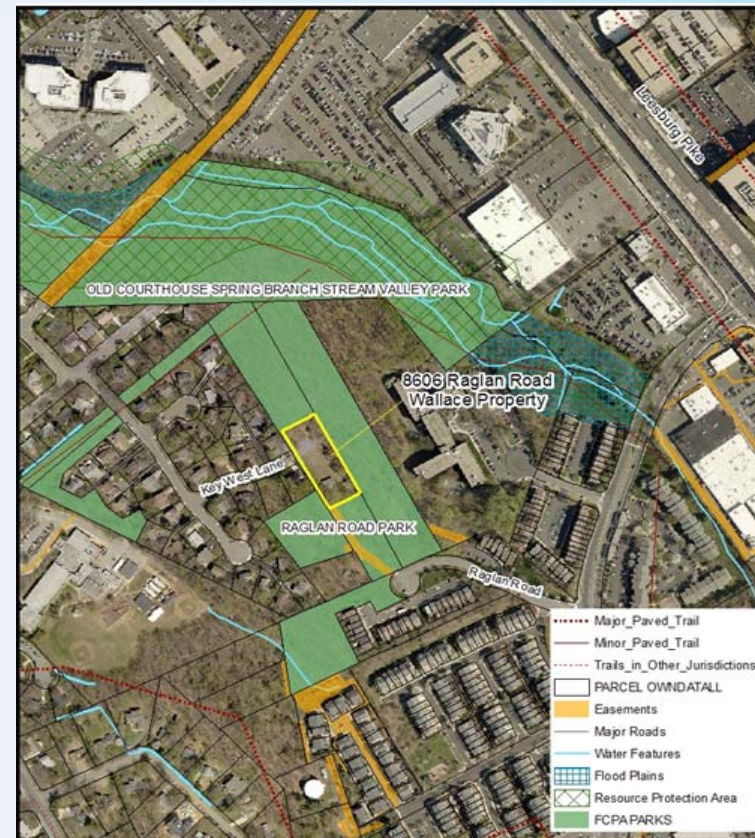 Leesburg Pike
OLD COURTHOUSE SPRING BRANCH STREAM VALLEY PARK
8606 Raglan Road
Wallace Property
Key West Lane
RAGLAN ROAD PARK
Raglan Road
Major_Paved_Trail
Minor_Paved_Trail
Trails_in_Other_Jurisdictions
PARCEL OWNDATALL
Easements
Major Roads
Water Features
Flood Plains
Resource Protection Area
FCPA PARKS